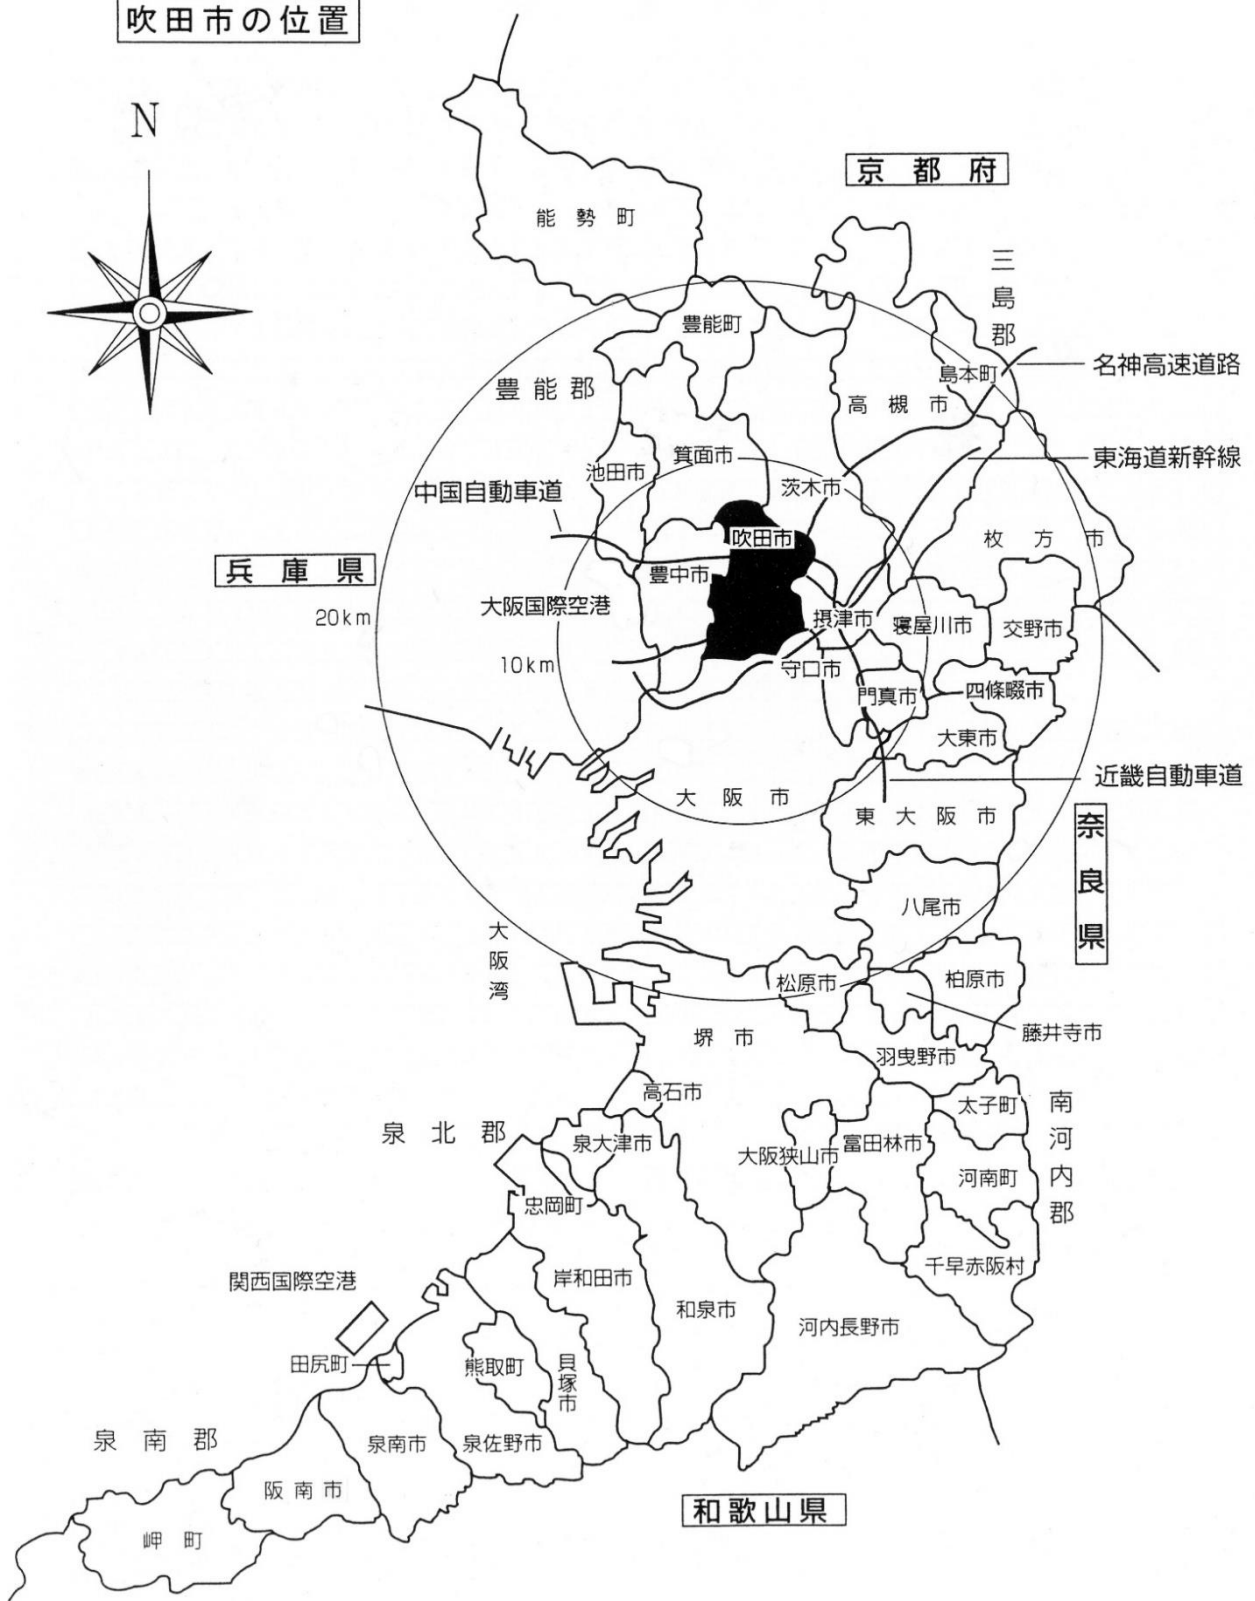 吹田市の位置
N
京都府
能勢町
三島郡
豊能町
名神高速道路
島本町
豊能郡
高槻市
箕面市
東海道新幹線
池田市
茨木市
中国自動車道
吹田市
枚方市
兵庫県
豊中市
大阪国際空港
20km
摂津市
寝屋川市
交野市
10km
守口市
門真市
四條畷市
大東市
近畿自動車道
大阪市
東大阪市
奈良県
八尾市
大阪湾
松原市
柏原市
藤井寺市
堺市
羽曳野市
高石市
太子町
南河内郡
泉北郡
泉大津市
大阪狭山市
富田林市
河南町
忠岡町
千早赤阪村
関西国際空港
岸和田市
和泉市
河内長野市
田尻町
熊取町
貝塚市
泉南郡
泉南市
泉佐野市
阪南市
和歌山県
岬町